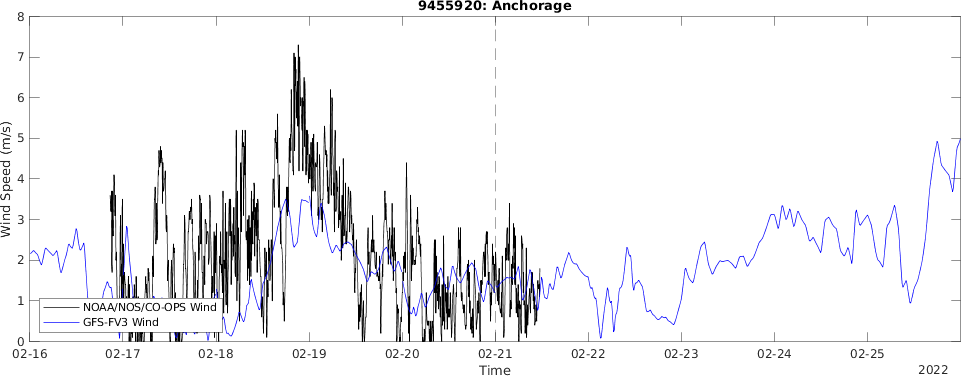 9455920: Anchorage
8
7
6
5
4
3
2
1
0
Wind Speed (m/s)
NOAA/NOS/CO-OPS Wind
GFS-FV3 Wind
02-16 02-17 02-18 02-19 02-20 02-21 02-22 02-23 02-24 02-25
Time
2022